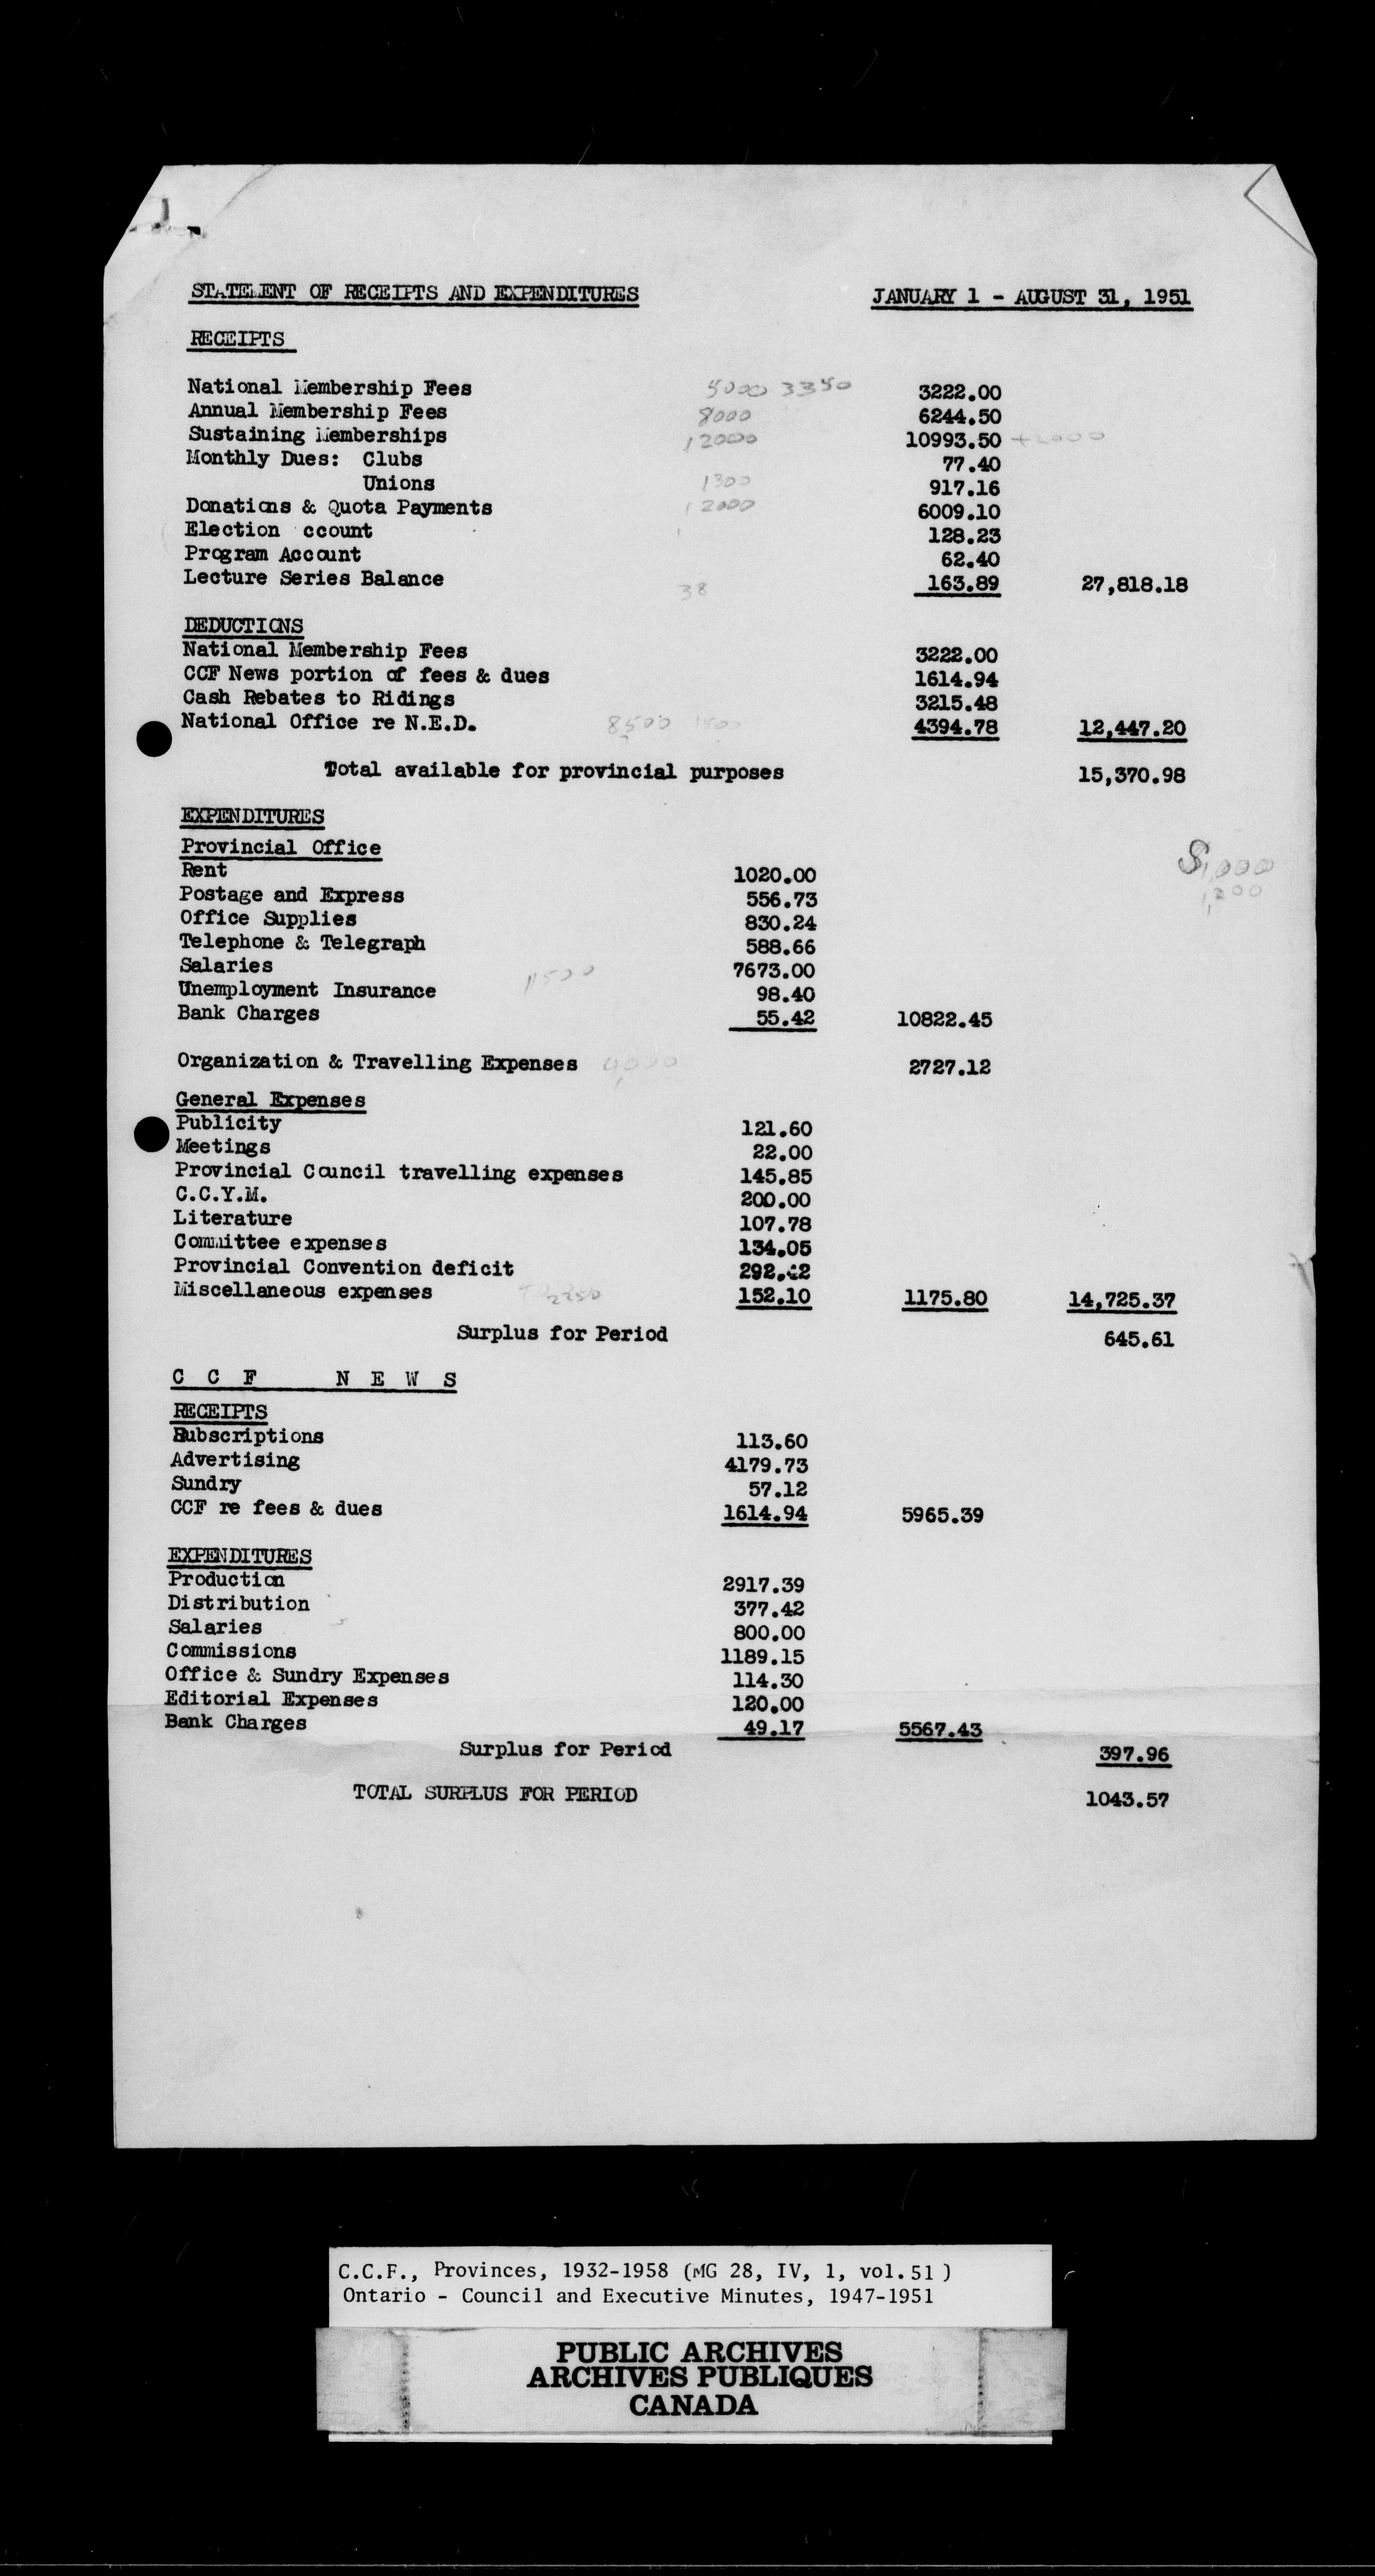 STATEMENT OF RECEIPTS AND EXPENDITURES JANUARY 1 - AUGUST 31, 1951
RECEIPTS
National Membership Fees 5000 3350 3222.00
Annual Membership Fees 8000 6244.50
Sustaining Memberships 12000 10993.50 +2000
Monthly Dues: Clubs 77.40
Unions 1300 917.16
Donations & Quota Payments 12000 6009.10
Election ccount 128.23
Program Account 62.40
Lecture Series Balance 38 163.89 27,818.18
DEDUCTIONS
National Membership Fees 3222.00
CCF News portion of fees & dues 1614.94
Cash Rebates to Ridings 3215.48
National Office re N.E.D. 8500 4394.78 12,447.20
Total available for provincial purposes 15,370.98
EXPENDITURES
Provincial Office
Rent 1020.00
Postage and Express 556.73
Office Supplies 830.24
Telephone & Telegraph 588.66
Salaries 11500 7673.00
Unemployment Insurance 98.40
Bank Charges 55.42 10822.45
Organization & Travelling Expenses 4,000 2727.12
General Expenses
Publicity 121.60
Meetings 22.00
Provincial Council travelling expenses 145.85
C.C.Y.M. 200.00
Literature 107.78
Committee expenses 134.05
Provincial Convention deficit 292.42
Miscellaneous expenses 2250 152.10 1175.80 14,725.37
Surplus for Period 645.61
C C F N E W S
RECEIPTS
Subscriptions 113.60
Advertising 4179.73
Sundry 57.12
CCF re fees & dues 1614.94 5965.39
EXPENDITURES
Production 2917.39
Distribution 377.42
Salaries 800.00
Commissions 1189.15
Office & Sundry Expenses 114.30
Editorial Expenses 120.00
Bank Charges 49.17 5567.43
Surplus for Period 397.96
TOTAL SURPLUS FOR PERIOD 1043.57
C.C.F., Provinces, 1932-1958 (MG 28, IV, 1, vol.51)
Ontario - Council and Executive Minutes, 1947-1951
PUBLIC ARCHIVES
ARCHIVES PUBLIQUES
CANADA